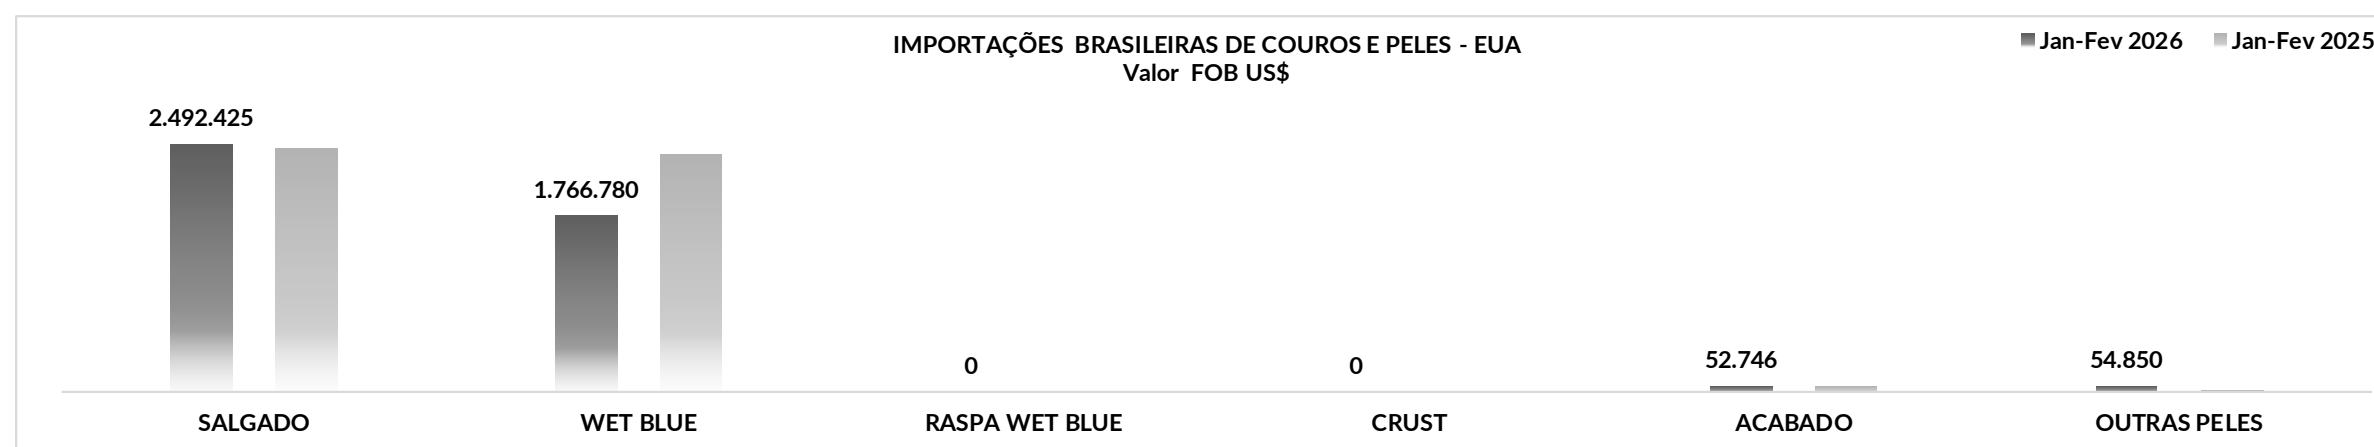 IMPORTAÇÕES BRASILEIRAS DE COUROS E PELES - EUA
Valor FOB US$
Jan-Fev 2026 Jan-Fev 2025
2.492.425
1.766.780
0
0
52.746
54.850
SALGADO WET BLUE RASPA WET BLUE CRUST ACABADO OUTRAS PELES